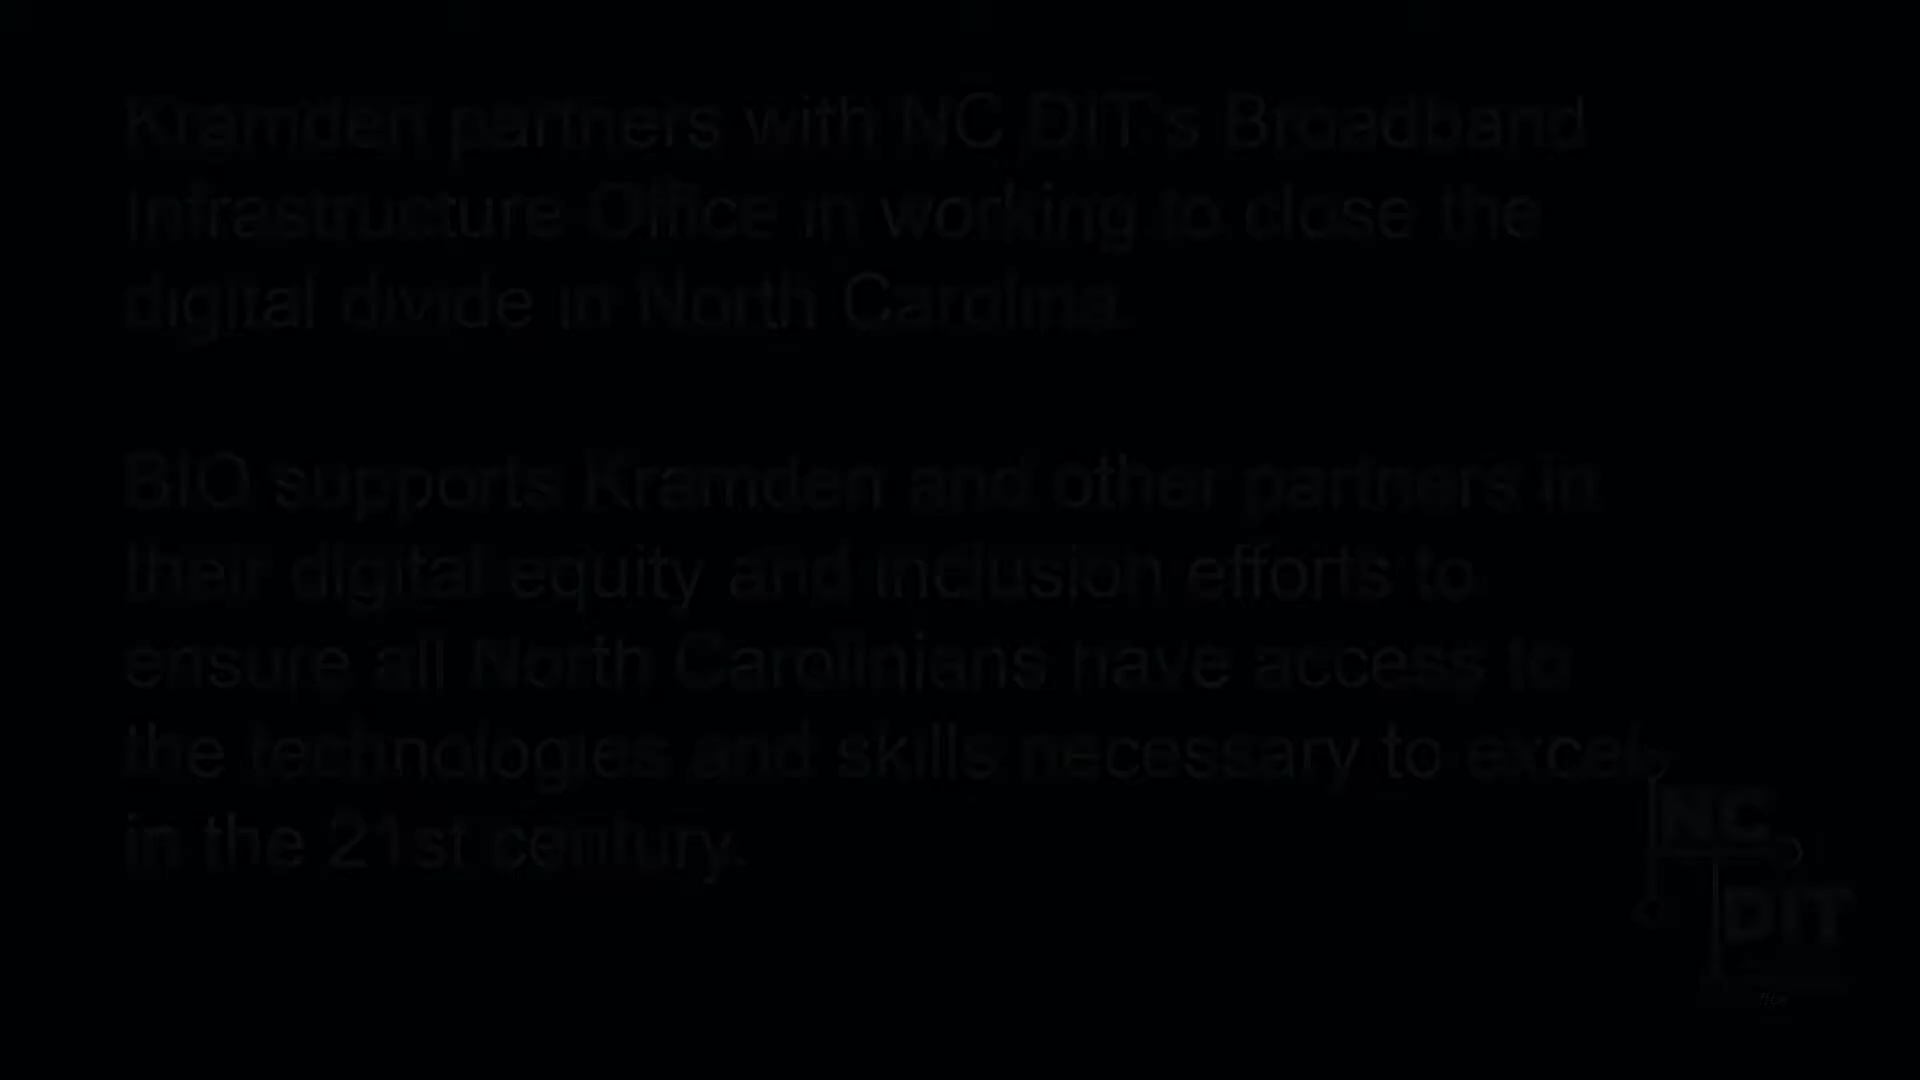 Kramden partners with NC DIT's Broadband
Infrastructure Office in working to close the
digital divide in North Carolina.
BIO supports Kramden and other partners in
their digital equity and inclusion efforts to
ensure all North Carolinians have access to
the technologies and skills necessary to excel
in the 21st century.
NC
DIT